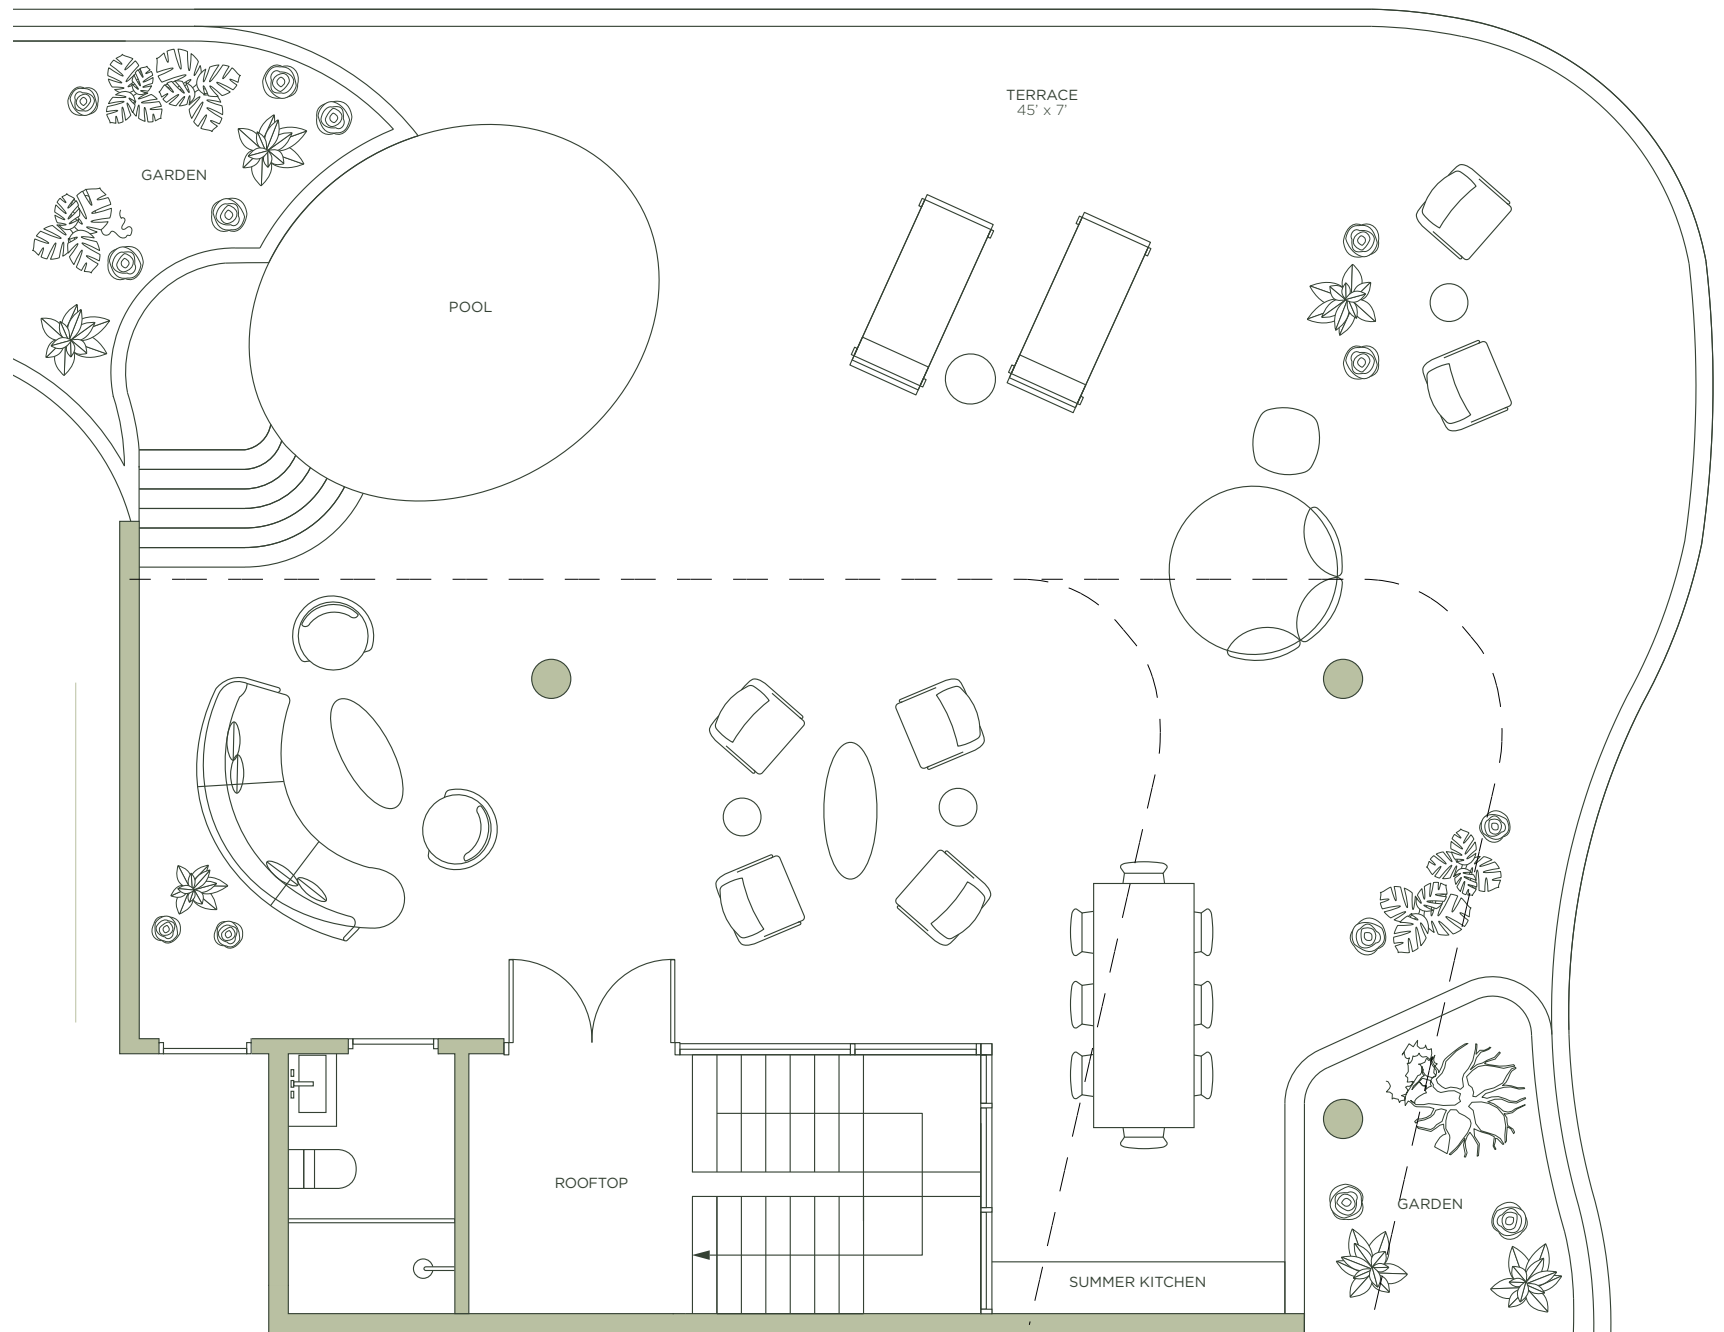 TERRACE
45' x 7'
GARDEN
POOL
ROOFTOP
GARDEN
SUMMER KITCHEN